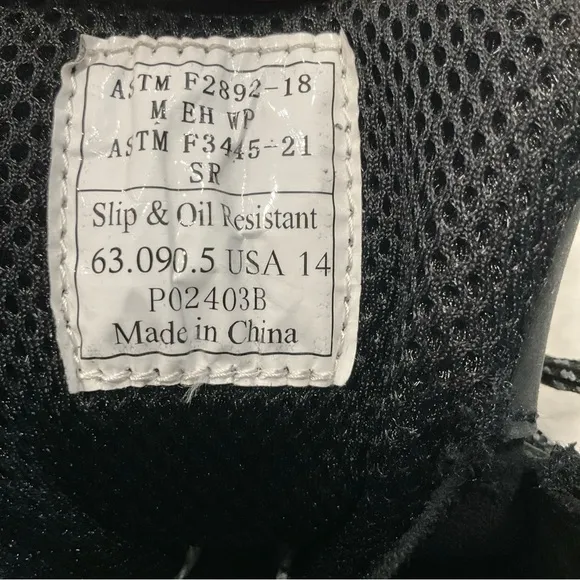 ASTM F2892-18
M EH WP
ASTM F3445-21
SR
Slip & Oil Resistant
63.090.5 USA 14
P02403B
Made in China